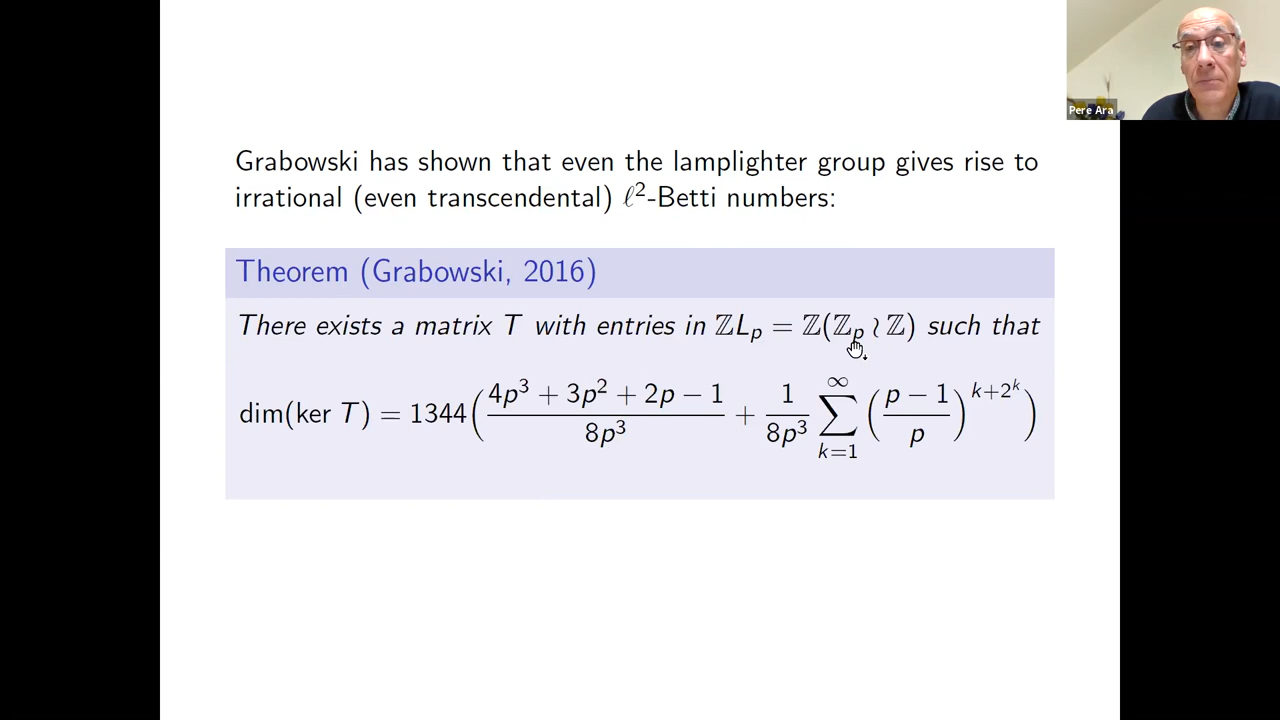 Pere Ara
Grabowski has shown that even the lamplighter group gives rise to
irrational (even transcendental) ℓ²-Betti numbers:
Theorem (Grabowski, 2016)
There exists a matrix T with entries in ℤL_p = ℤ(ℤ_p ≀ ℤ) such that
dim(ker T) = 1344( (4p³ + 3p² + 2p − 1)/(8p³) + 1/(8p³) ∑_{k=1}^{∞} ((p − 1)/p)^{k+2^k} )